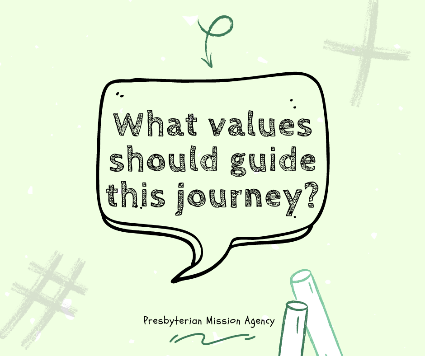 What values
should guide
this journey?
Presbyterian Mission Agency